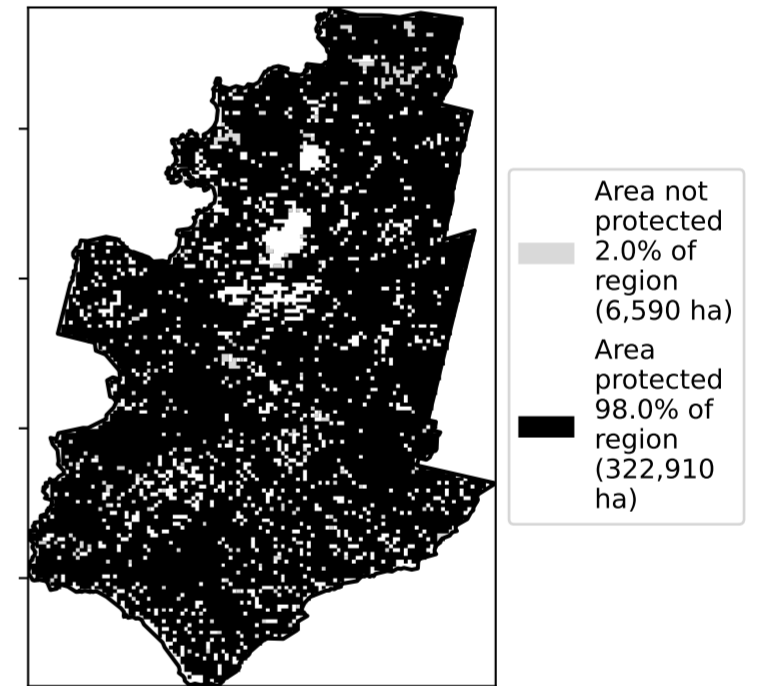 Area not
protected
2.0% of
region
(6,590 ha)
Area
protected
98.0% of
region
(322,910
ha)